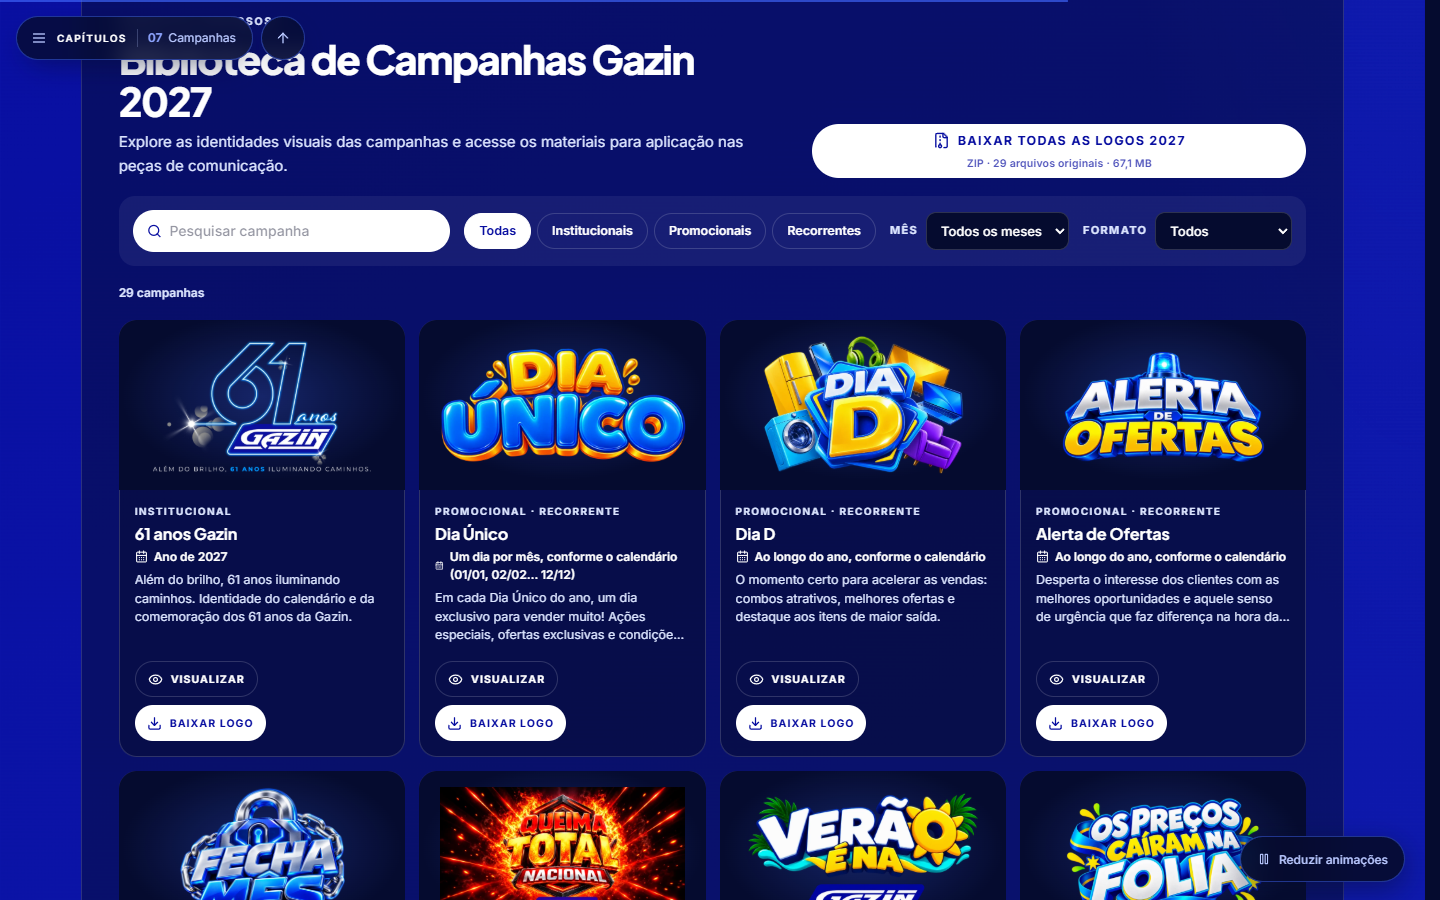 CAPÍTULOS
07 Campanhas
Biblioteca de Campanhas Gazin
2027
Explore as identidades visuais das campanhas e acesse os materiais para aplicação nas
peças de comunicação.
BAIXAR TODAS AS LOGOS 2027
ZIP · 29 arquivos originais · 67,1 MB
Pesquisar campanha
Todas
Institucionais
Promocionais
Recorrentes
MÊS
Todos os meses
FORMATO
Todos
29 campanhas
61 anos
GAZIN
ALÉM DO BRILHO, 61 ANOS ILUMINANDO CAMINHOS.
INSTITUCIONAL
61 anos Gazin
Ano de 2027
Além do brilho, 61 anos iluminando
caminhos. Identidade do calendário e da
comemoração dos 61 anos da Gazin.
VISUALIZAR
BAIXAR LOGO
DIA
ÚNICO
PROMOCIONAL · RECORRENTE
Dia Único
Um dia por mês, conforme o calendário
(01/01, 02/02... 12/12)
Em cada Dia Único do ano, um dia
exclusivo para vender muito! Ações
especiais, ofertas exclusivas e condiçõe...
VISUALIZAR
BAIXAR LOGO
DIA
D
PROMOCIONAL · RECORRENTE
Dia D
Ao longo do ano, conforme o calendário
O momento certo para acelerar as vendas:
combos atrativos, melhores ofertas e
destaque aos itens de maior saída.
VISUALIZAR
BAIXAR LOGO
ALERTA
DE
OFERTAS
PROMOCIONAL · RECORRENTE
Alerta de Ofertas
Ao longo do ano, conforme o calendário
Desperta o interesse dos clientes com as
melhores oportunidades e aquele senso
de urgência que faz diferença na hora da...
VISUALIZAR
BAIXAR LOGO
FECHA
MÊS
QUEIMA
TOTAL
NACIONAL
VERÃO
É NA
GAZIN
OS PREÇOS
CAÍRAM NA
FOLIA
Reduzir animações